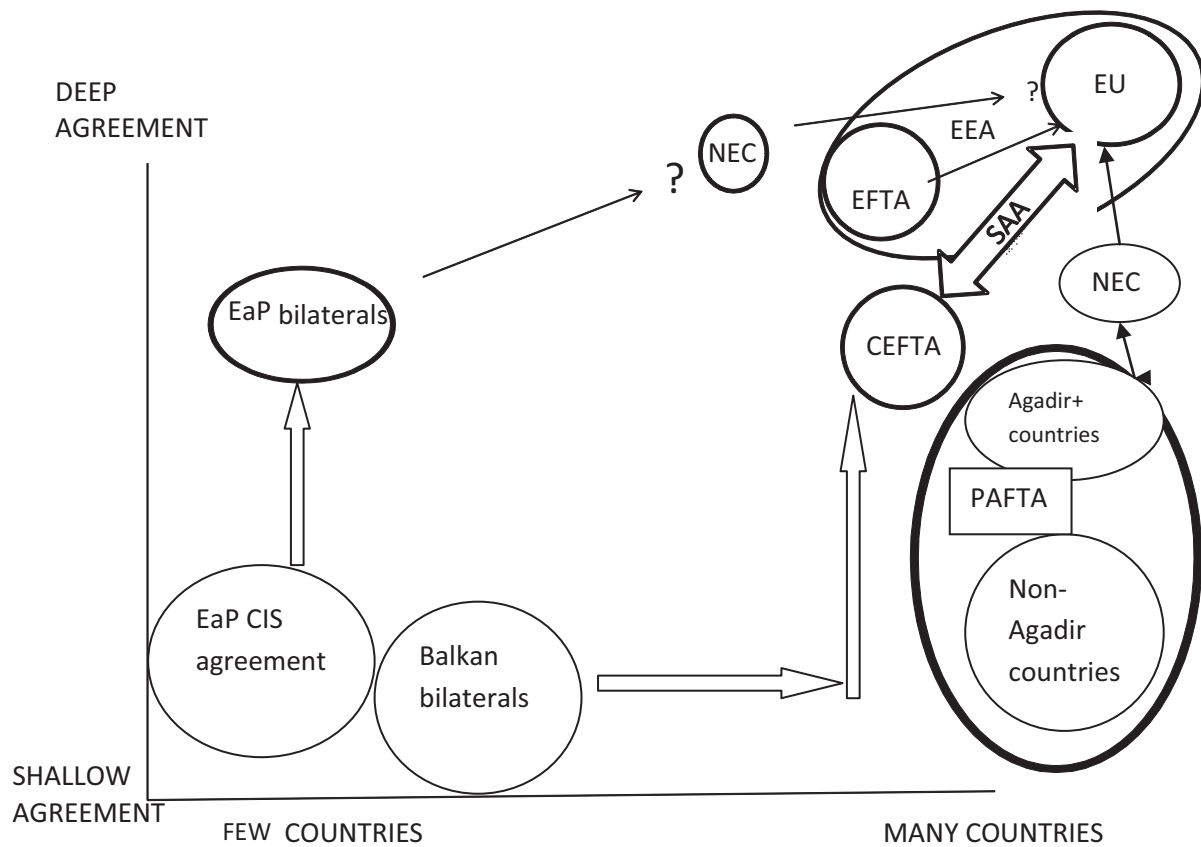 DEEP
AGREEMENT
EU
?
EEA
NEC
?
EFTA
SAA
NEC
EaP bilaterals
CEFTA
Agadir+
countries
PAFTA
EaP CIS
agreement
Balkan
bilaterals
Non-
Agadir
countries
SHALLOW
AGREEMENT
FEW COUNTRIES
MANY COUNTRIES